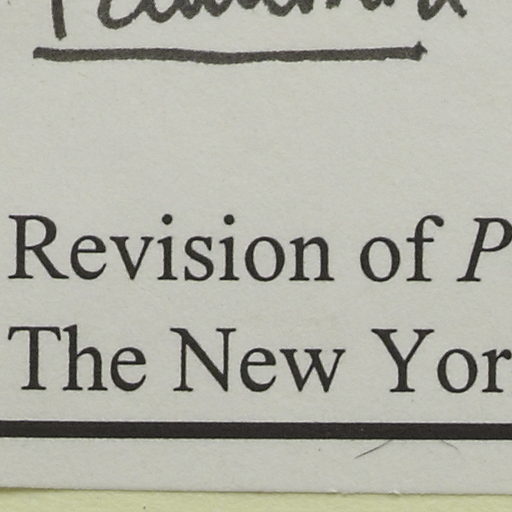 Revision of P
The New Yor